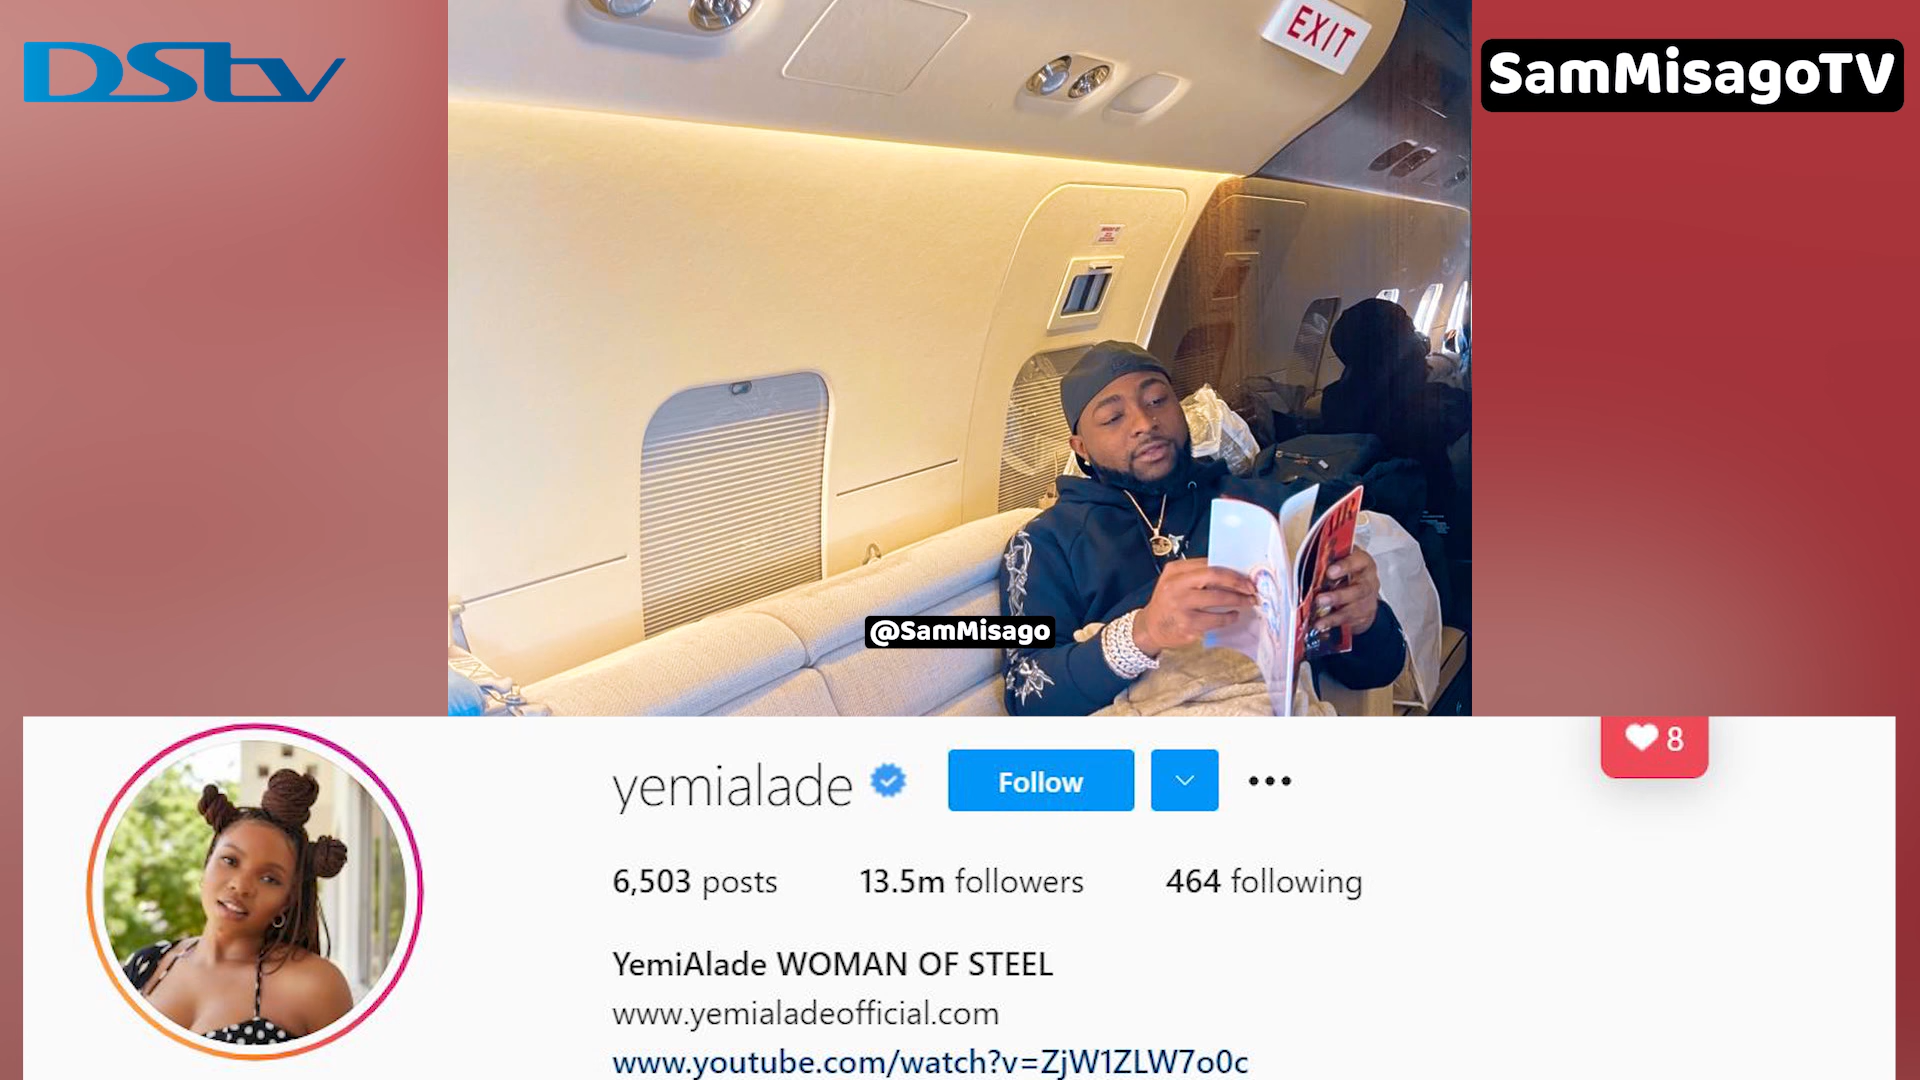 DStv
EXIT
SamMisagoTV
@SamMisago
8
yemialade
Follow
6,503 posts 13.5m followers 464 following
YemiAlade WOMAN OF STEEL
www.yemialadeofficial.com
www.youtube.com/watch?v=ZjW1ZLW7o0c